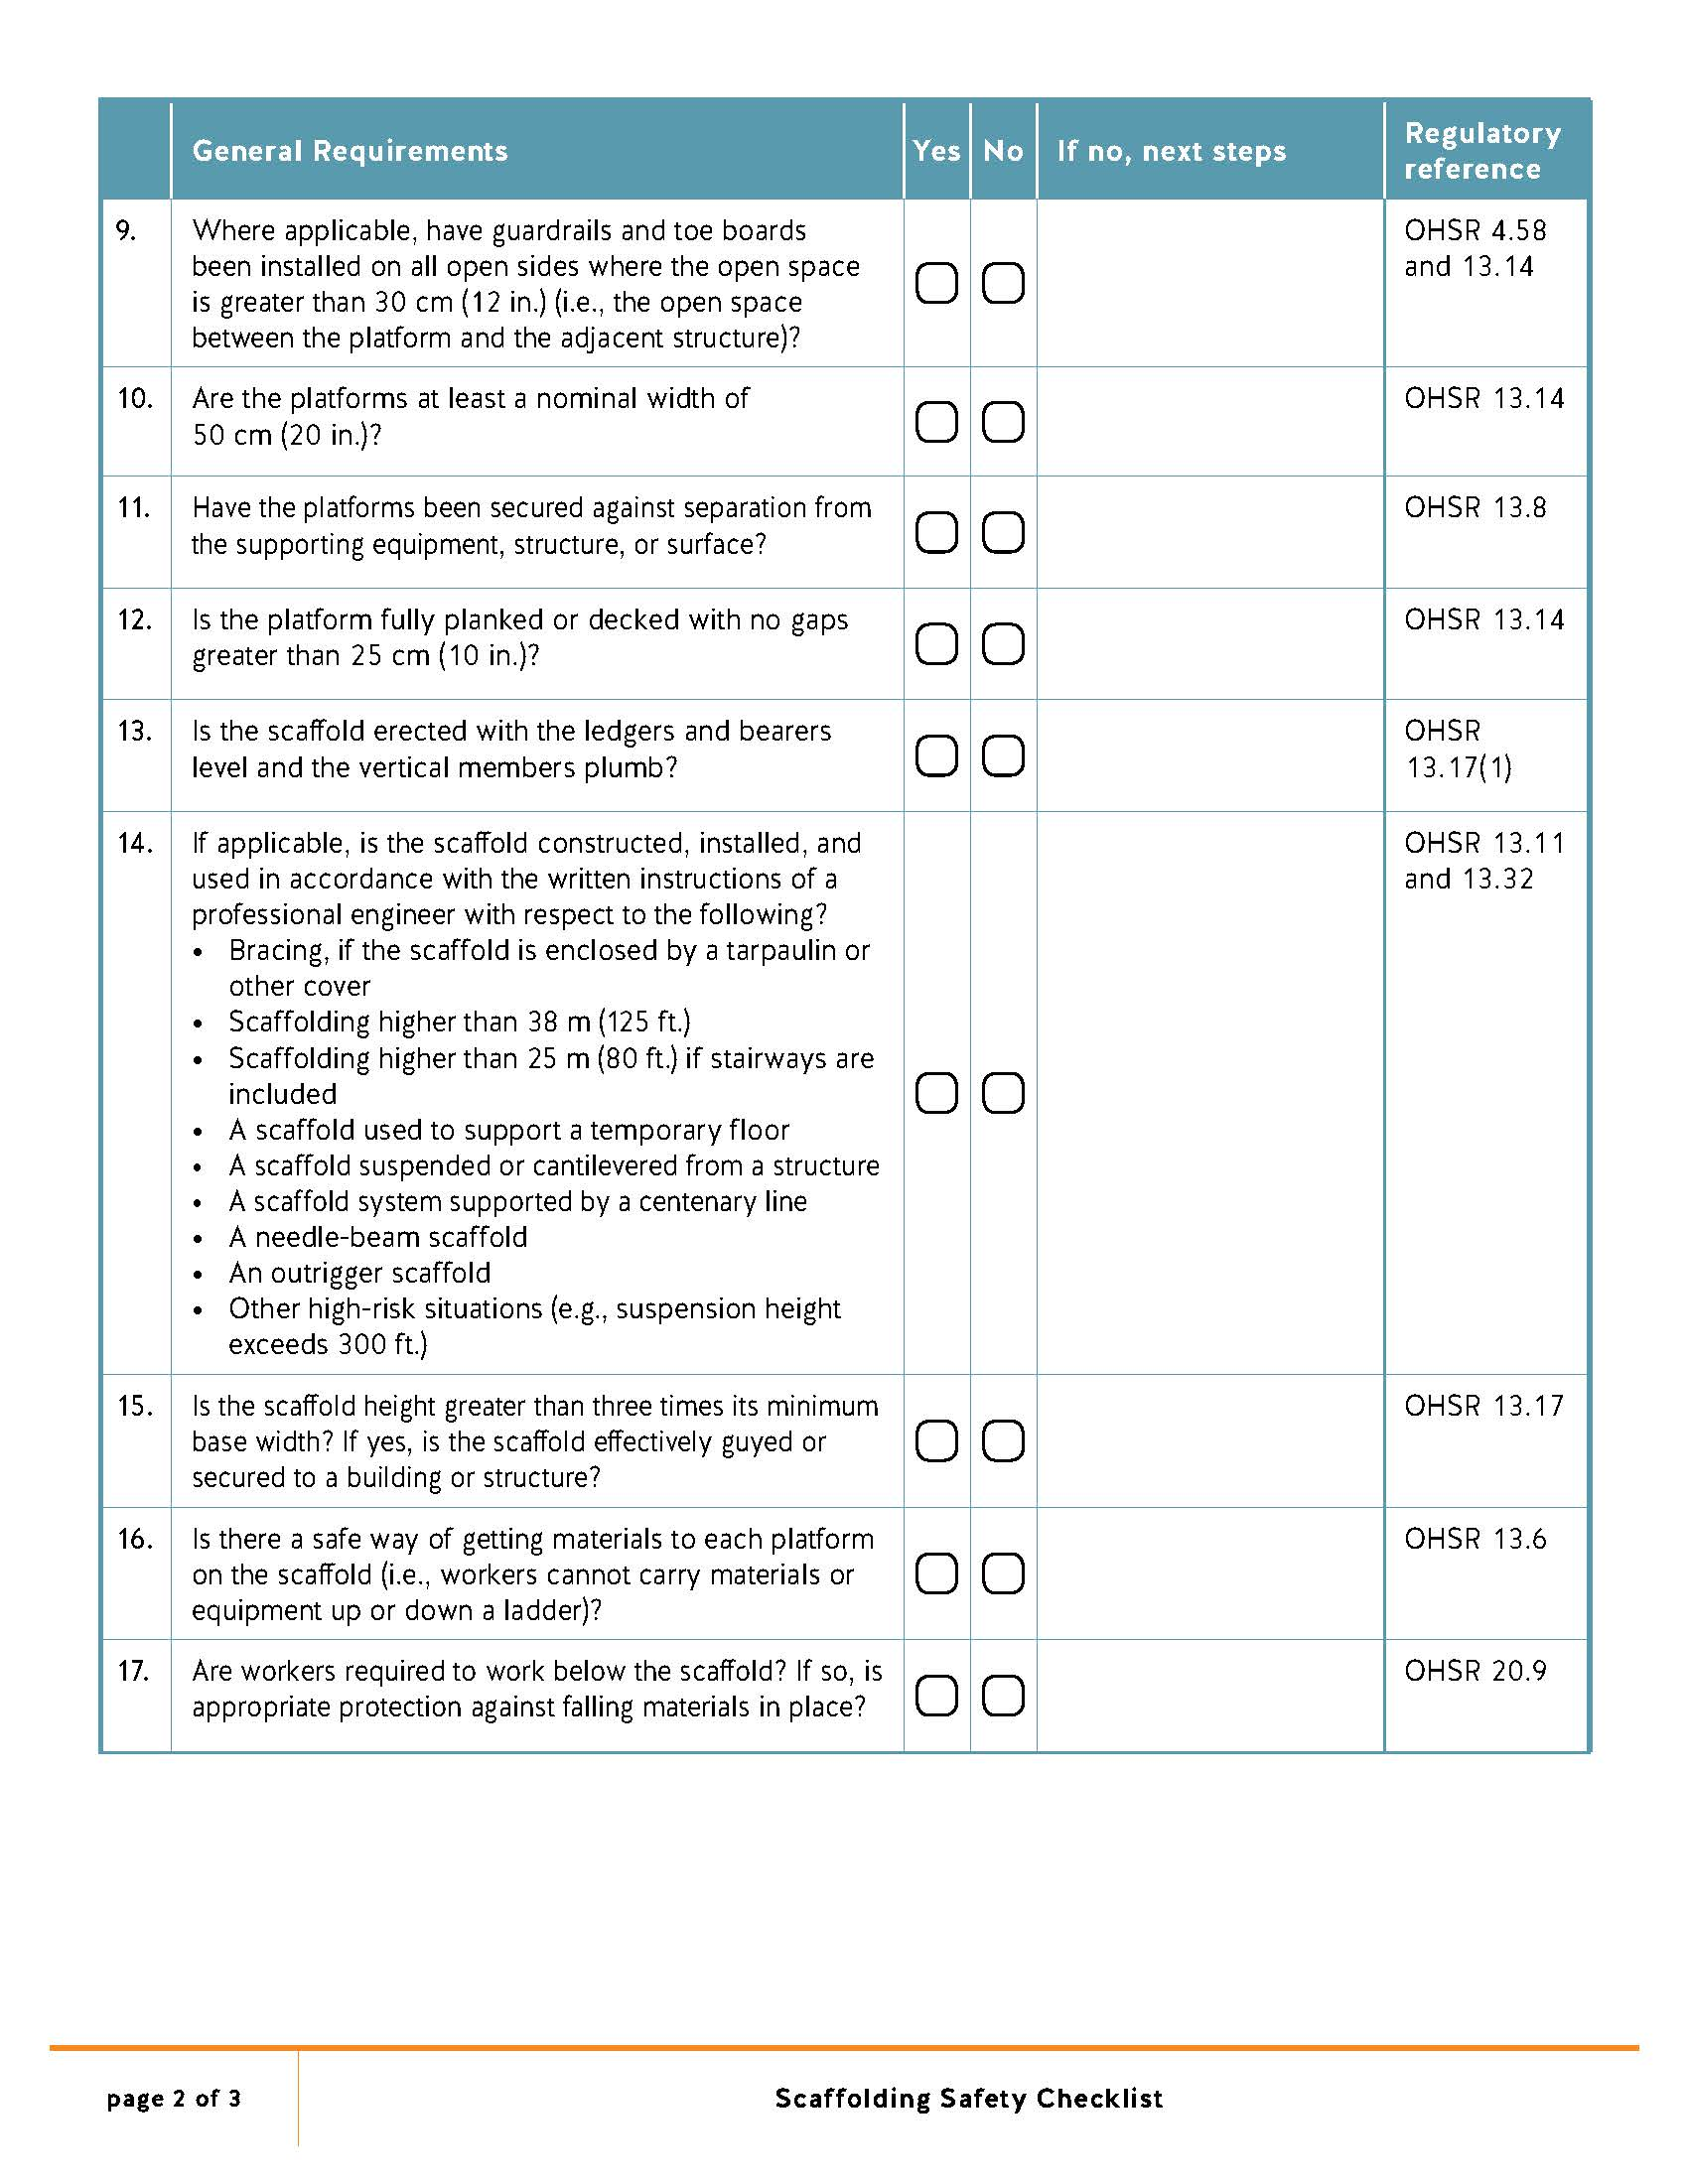 General Requirements Yes No If no, next steps Regulatory reference
9. Where applicable, have guardrails and toe boards OHSR 4.58
been installed on all open sides where the open space and 13.14
is greater than 30 cm (12 in.) (i.e., the open space
between the platform and the adjacent structure)?
10. Are the platforms at least a nominal width of OHSR 13.14
50 cm (20 in.)?
11. Have the platforms been secured against separation from OHSR 13.8
the supporting equipment, structure, or surface?
12. Is the platform fully planked or decked with no gaps OHSR 13.14
greater than 25 cm (10 in.)?
13. Is the scaffold erected with the ledgers and bearers OHSR
level and the vertical members plumb? 13.17(1)
14. If applicable, is the scaffold constructed, installed, and OHSR 13.11
used in accordance with the written instructions of a and 13.32
professional engineer with respect to the following?
• Bracing, if the scaffold is enclosed by a tarpaulin or
other cover
• Scaffolding higher than 38 m (125 ft.)
• Scaffolding higher than 25 m (80 ft.) if stairways are
included
• A scaffold used to support a temporary floor
• A scaffold suspended or cantilevered from a structure
• A scaffold system supported by a centenary line
• A needle-beam scaffold
• An outrigger scaffold
• Other high-risk situations (e.g., suspension height
exceeds 300 ft.)
15. Is the scaffold height greater than three times its minimum OHSR 13.17
base width? If yes, is the scaffold effectively guyed or
secured to a building or structure?
16. Is there a safe way of getting materials to each platform OHSR 13.6
on the scaffold (i.e., workers cannot carry materials or
equipment up or down a ladder)?
17. Are workers required to work below the scaffold? If so, is OHSR 20.9
appropriate protection against falling materials in place?
page 2 of 3 Scaffolding Safety Checklist